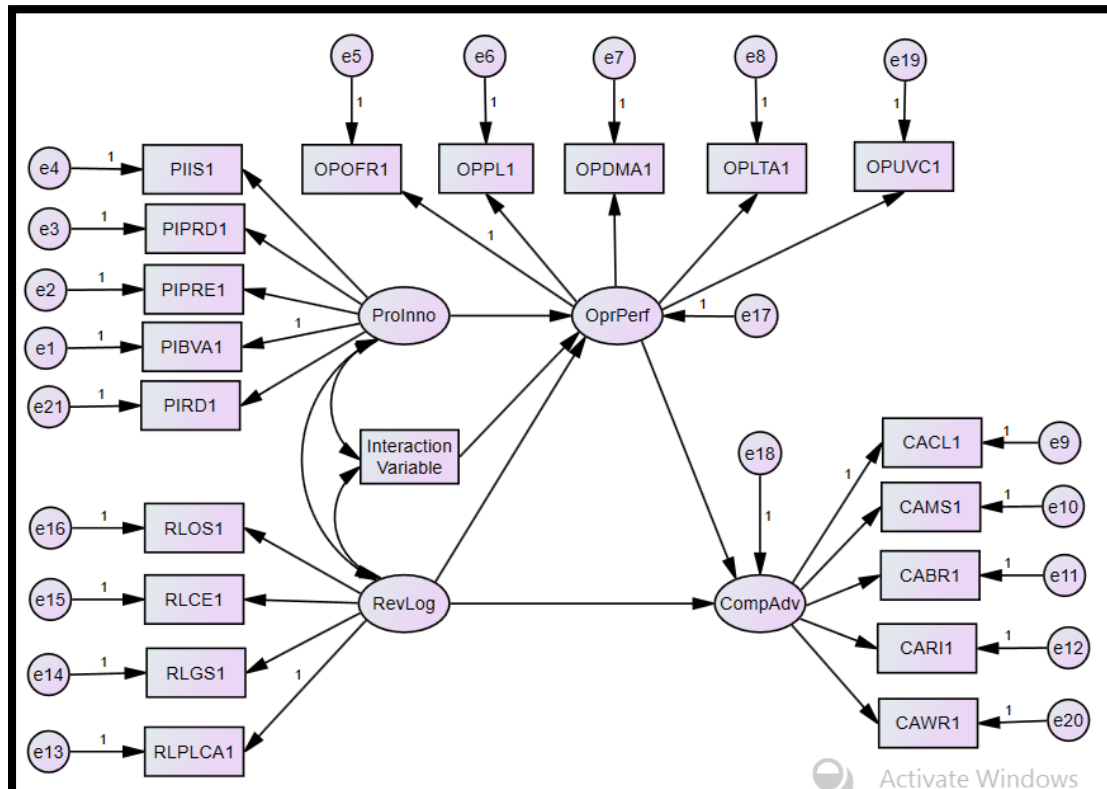 e5
e6
e7
e8
e19
1
1
1
1
1
OPOFR1
OPPL1
OPDMA1
OPLTA1
OPUVC1
e4
1
PIIS1
e3
1
PIPRD1
e2
1
PIPRE1
e1
1
PIBVA1
e21
1
PIRD1
1
1
ProInno
OprPerf
1
e17
Interaction
Variable
e16
1
RLOS1
e15
1
RLCE1
e14
1
RLGS1
e13
1
RLPLCA1
1
RevLog
e18
1
CompAdv
1
CACL1
1
e9
CAMS1
1
e10
CABR1
1
e11
CARI1
1
e12
CAWR1
1
e20
Activate Windows